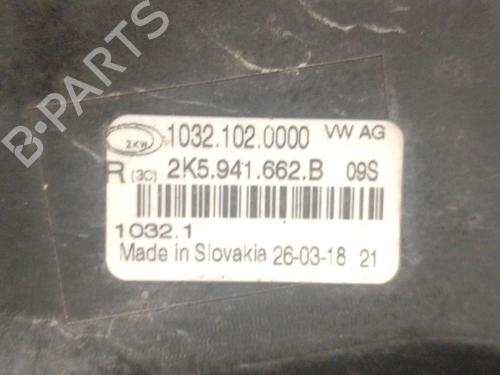 B-PARTS
2KW 1032.102.0000 VW AG
R (3C) 2K5.941.662.B 09S
1032.1
Made in Slovakia 26-03-18 21